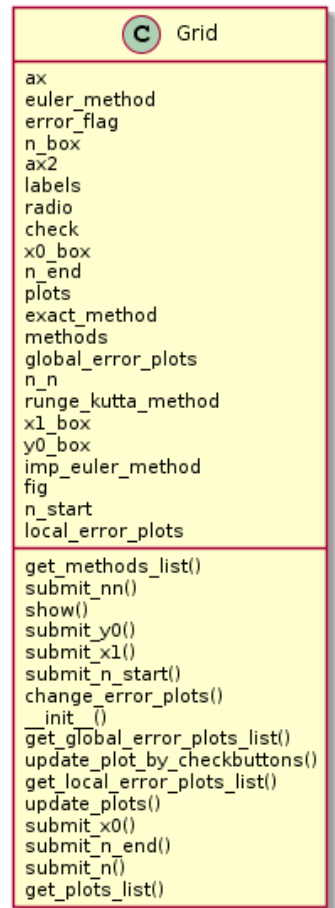 C Grid
ax
euler_method
error_flag
n_box
ax2
labels
radio
check
x0_box
n_end
plots
exact_method
methods
global_error_plots
n_n
runge_kutta_method
x1_box
y0_box
imp_euler_method
fig
n_start
local_error_plots
get_methods_list()
submit_nn()
show()
submit_y0()
submit_x1()
submit_n_start()
change_error_plots()
__init__()
get_global_error_plots_list()
update_plot_by_checkbuttons()
get_local_error_plots_list()
update_plots()
submit_x0()
submit_n_end()
submit_n()
get_plots_list()